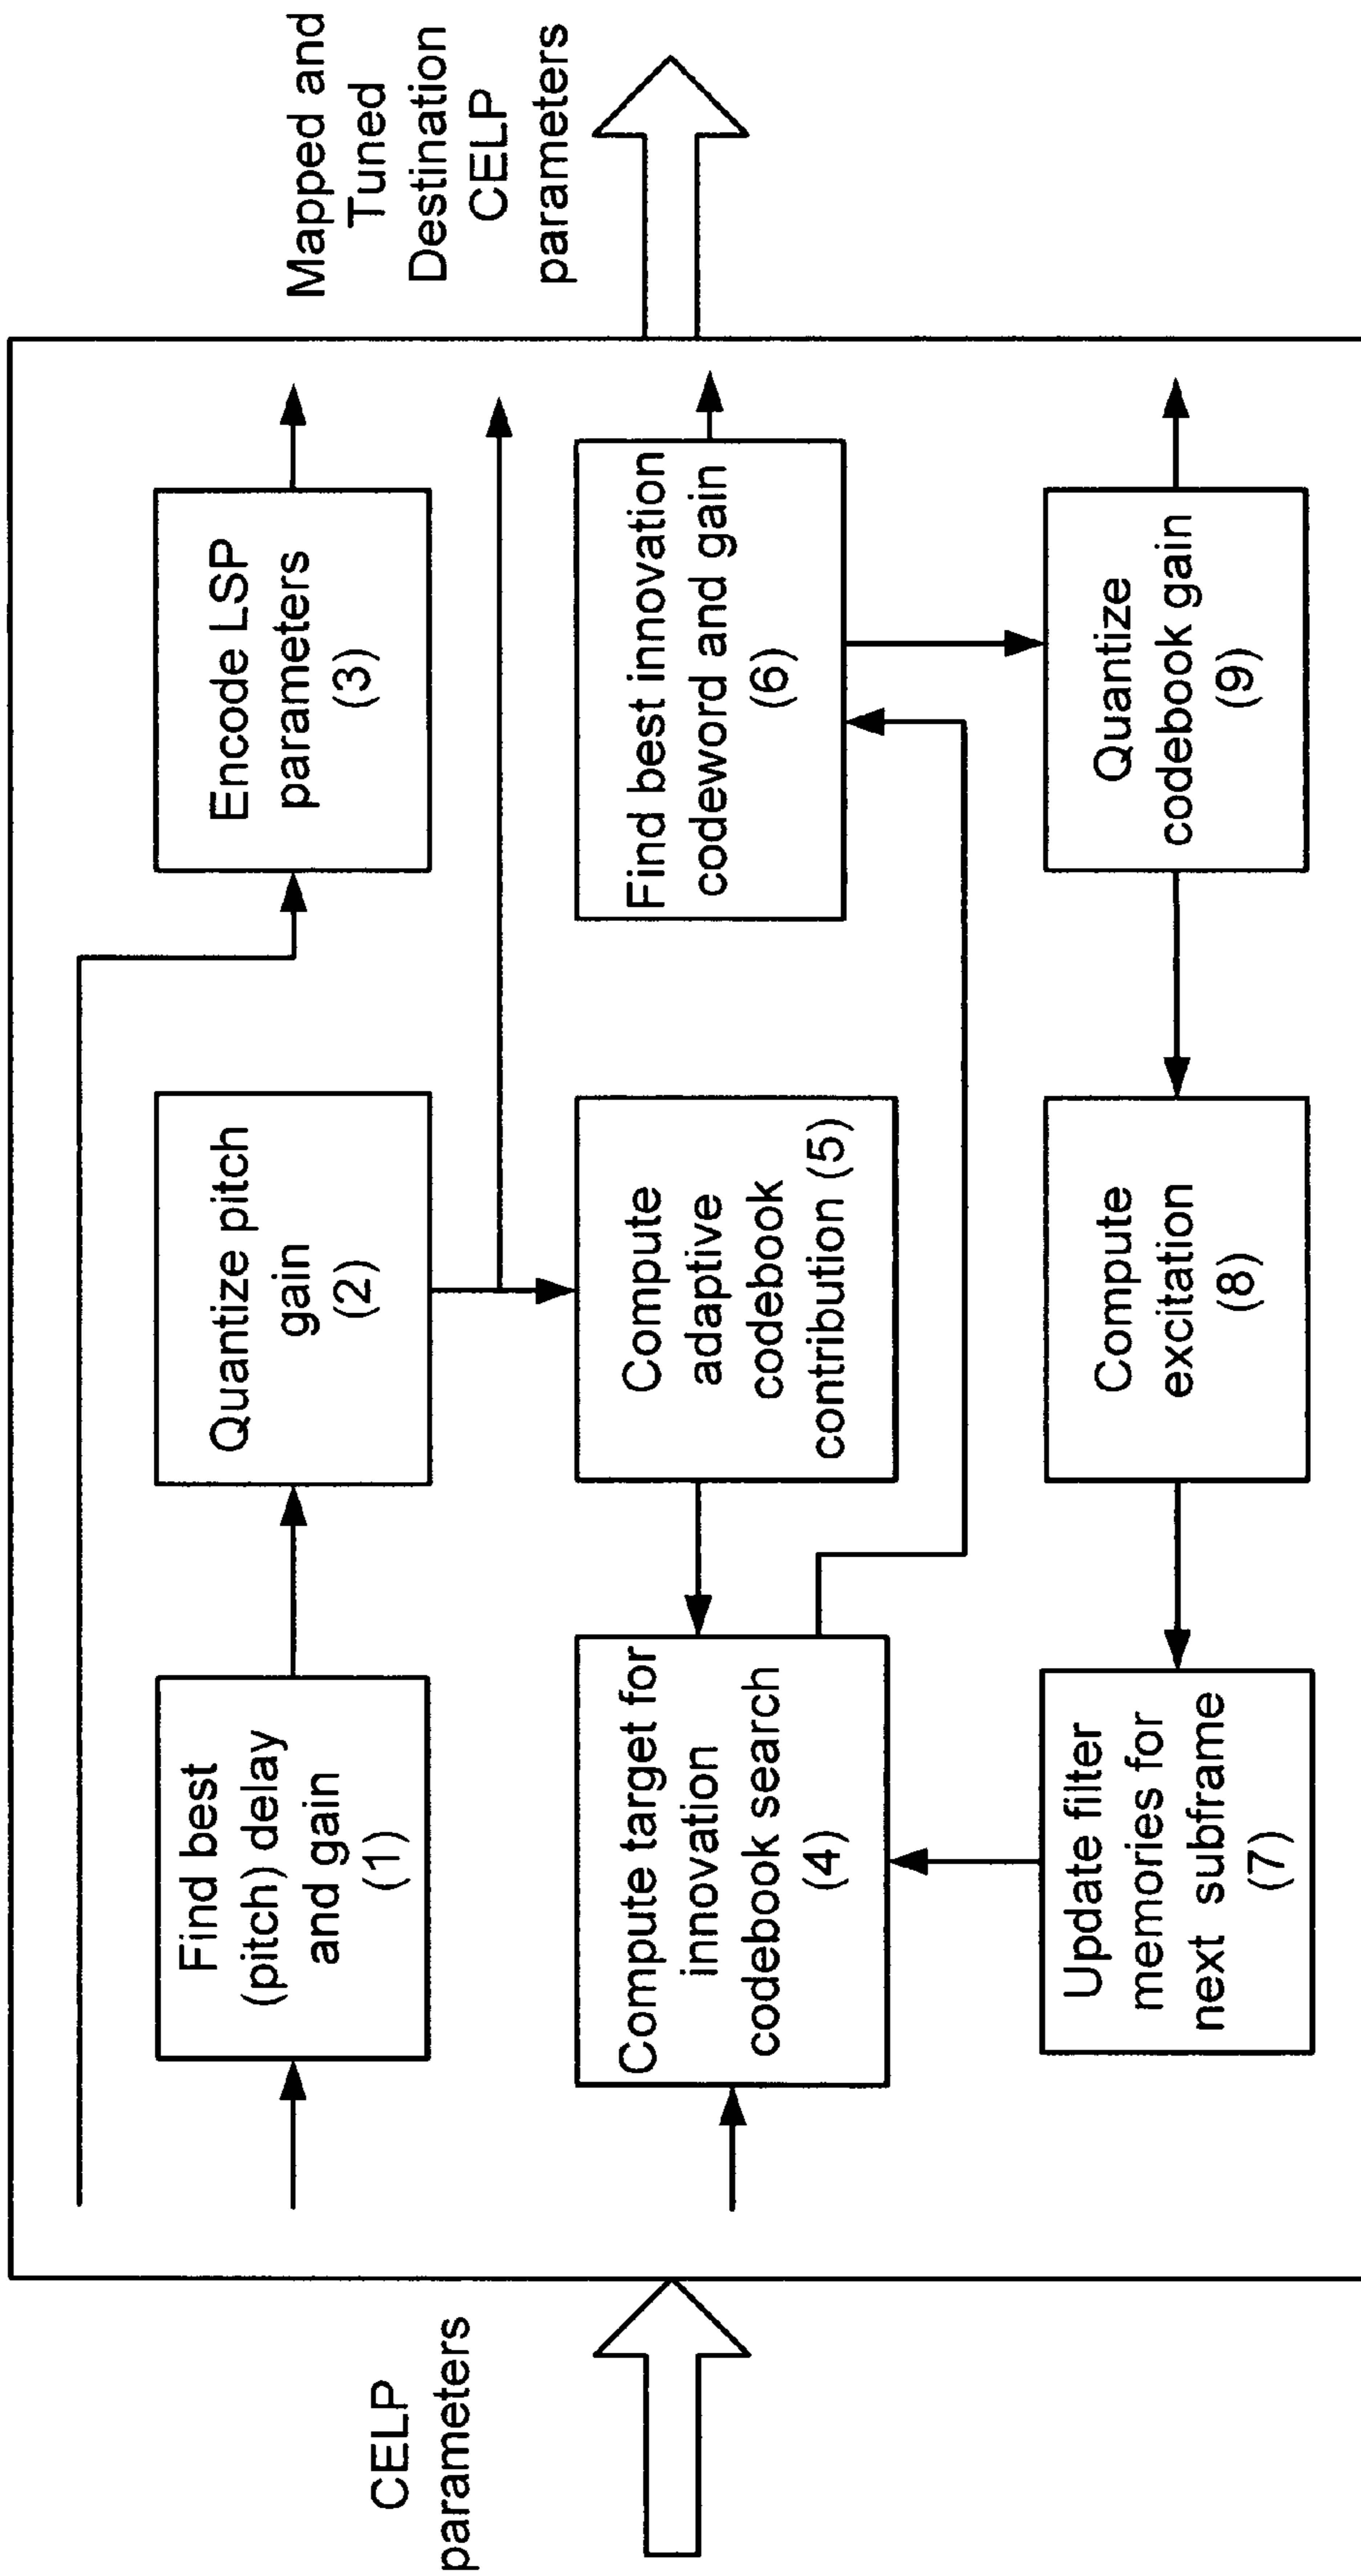 CELP
parameters
Find best
(pitch) delay
and gain
(1)
Quantize pitch
gain
(2)
Encode LSP
parameters
(3)
Compute target for
innovation
codebook search
(4)
Compute
adaptive
codebook
contribution (5)
Find best innovation
codeword and gain
(6)
Update filter
memories for
next subframe
(7)
Compute
excitation
(8)
Quantize
codebook gain
(9)
Mapped and
Tuned
Destination
CELP
parameters